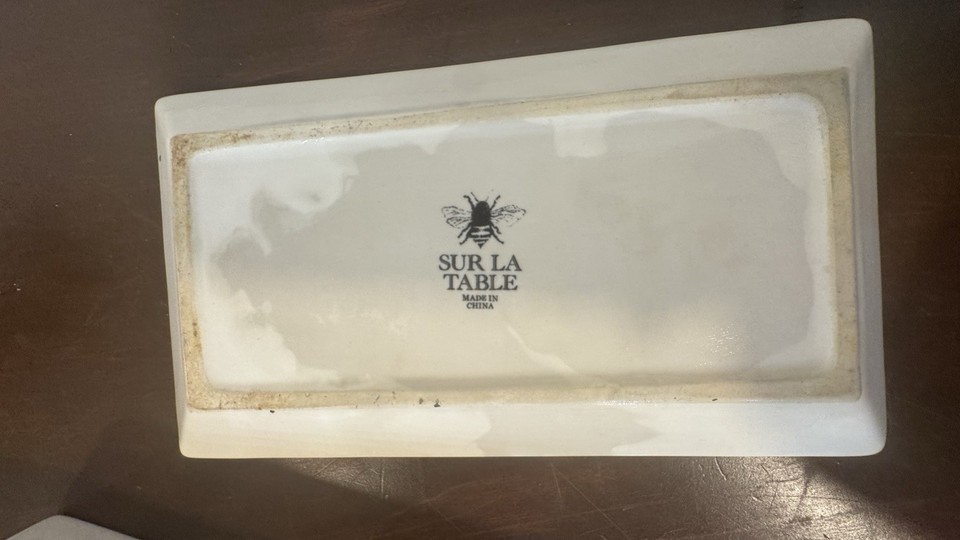 SUR LA
TABLE
MADE IN
CHINA